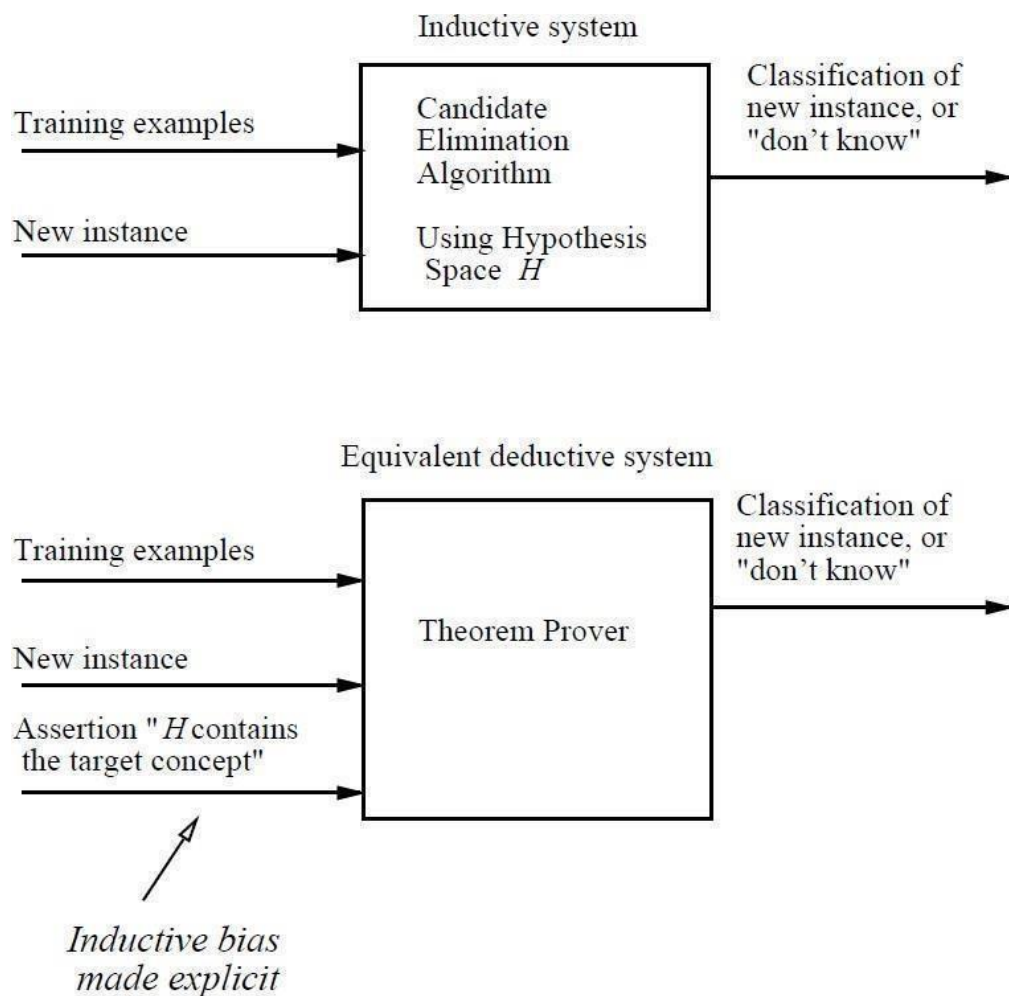 Inductive system
Classification of
new instance, or
"don't know"
Training examples
Candidate
Elimination
Algorithm
New instance
Using Hypothesis
Space H
Equivalent deductive system
Classification of
new instance, or
"don't know"
Training examples
Theorem Prover
New instance
Assertion " H contains
the target concept"
Inductive bias
made explicit